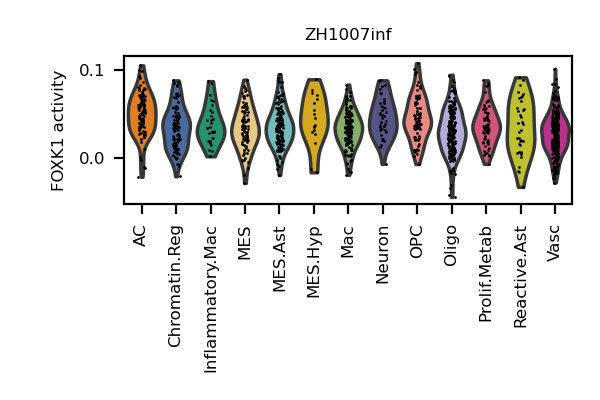 ZH1007inf
FOXK1 activity
0.1
0.0
AC
Chromatin.Reg
Inflammatory.Mac
MES
MES.Ast
MES.Hyp
Mac
Neuron
OPC
Oligo
Prolif.Metab
Reactive.Ast
Vasc